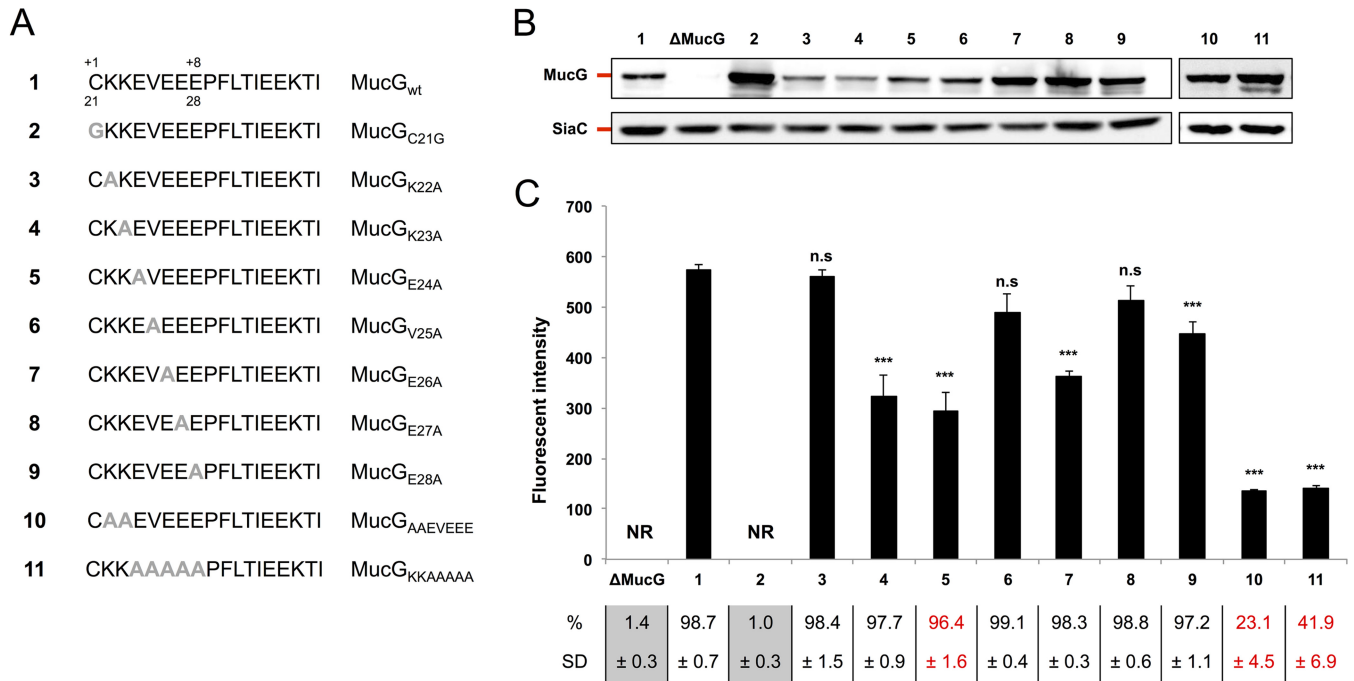 A
+1 +8
1 CKKEVEEEPFLTIEEKTI MucGwt
21 28
2 GKKEVEEEPFLTIEEKTI MucGC21G
3 CAKEVEEEPFLTIEEKTI MucGK22A
4 CKAEVEEEPFLTIEEKTI MucGK23A
5 CKKAVEEEPFLTIEEKTI MucGE24A
6 CKKEAEEEPFLTIEEKTI MucGV25A
7 CKKEVAEEPFLTIEEKTI MucGE26A
8 CKKEVEAEPFLTIEEKTI MucGE27A
9 CKKEVEEAPFLTIEEKTI MucGE28A
10 CAAEVEEEPFLTIEEKTI MucGAAEVEEE
11 CKKAAAAAPFLTIEEKTI MucGKKAAAAA
B
1 ΔMucG 2 3 4 5 6 7 8 9 10 11
MucG
SiaC
C
Fluorescent intensity
700
600
500
400
300
200
100
0
NR NR n.s *** *** n.s *** n.s *** *** ***
ΔMucG 1 2 3 4 5 6 7 8 9 10 11
% 1.4 98.7 1.0 98.4 97.7 96.4 99.1 98.3 98.8 97.2 23.1 41.9
SD ± 0.3 ± 0.7 ± 0.3 ± 1.5 ± 0.9 ± 1.6 ± 0.4 ± 0.3 ± 0.6 ± 1.1 ± 4.5 ± 6.9